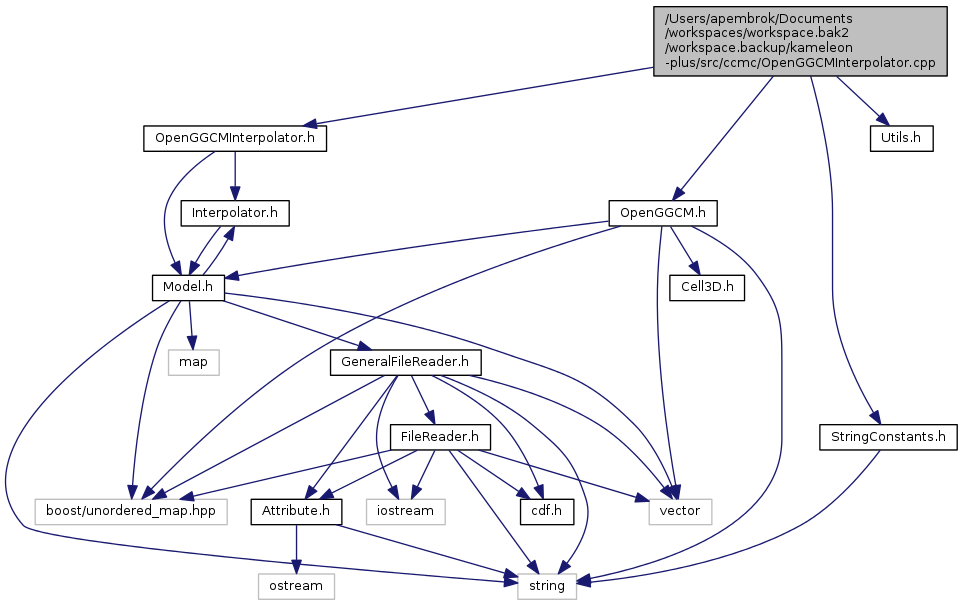 /Users/apembrok/Documents
/workspaces/workspace.bak2
/workspace.backup/kameleon
-plus/src/ccmc/OpenGGCMInterpolator.cpp
OpenGGCMInterpolator.h
Utils.h
Interpolator.h
OpenGGCM.h
Model.h
Cell3D.h
map
GeneralFileReader.h
FileReader.h
StringConstants.h
boost/unordered_map.hpp
Attribute.h
iostream
cdf.h
vector
ostream
string